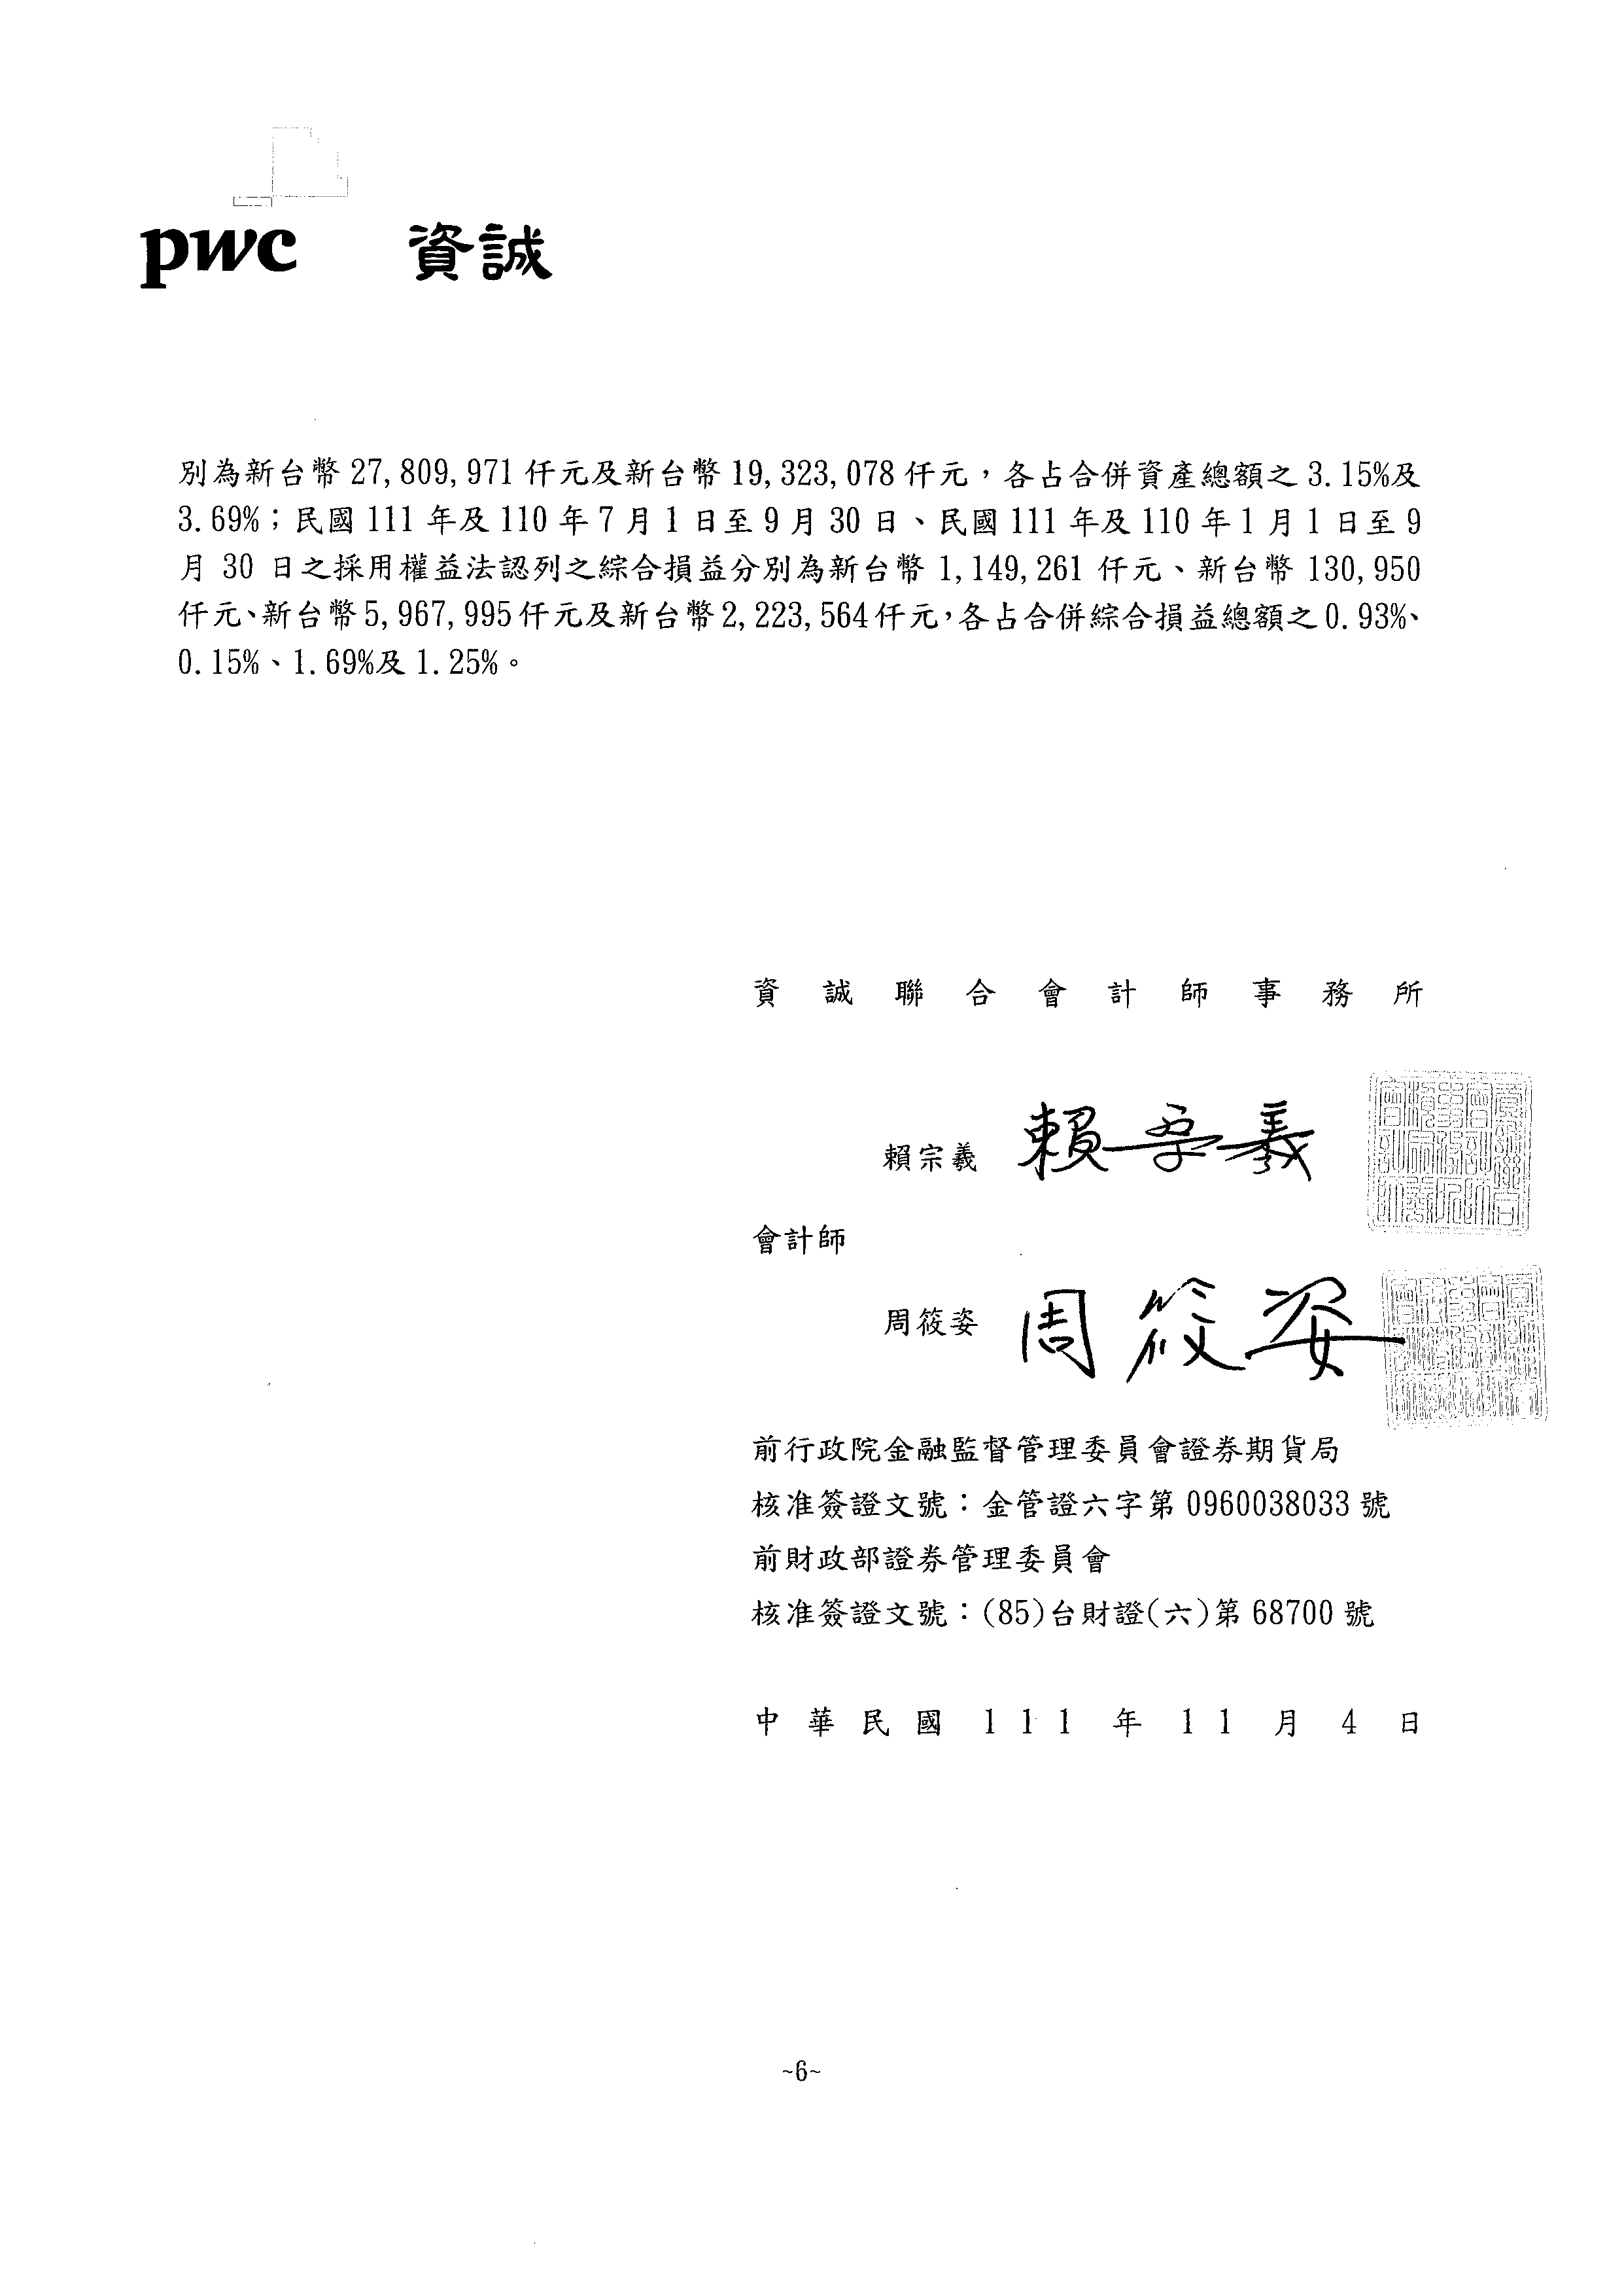 pwc 資誠
別為新台幣 27,809,971 仟元及新台幣 19,323,078 仟元，各占合併資產總額之 3.15%及
3.69%；民國 111 年及 110 年 7 月 1 日至 9 月 30 日、民國 111 年及 110 年 1 月 1 日至 9
月 30 日之採用權益法認列之綜合損益分別為新台幣 1,149,261 仟元、新台幣 130,950
仟元、新台幣 5,967,995 仟元及新台幣 2,223,564 仟元，各占合併綜合損益總額之 0.93%、
0.15%、1.69%及 1.25%。
資誠聯合會計師事務所
賴宗羲 賴宗羲
會計師
周筱姿 周筱姿
前行政院金融監督管理委員會證券期貨局
核准簽證文號：金管證六字第 0960038033 號
前財政部證券管理委員會
核准簽證文號：(85)台財證(六)第 68700 號
中華民國 111 年 11 月 4 日
~6~